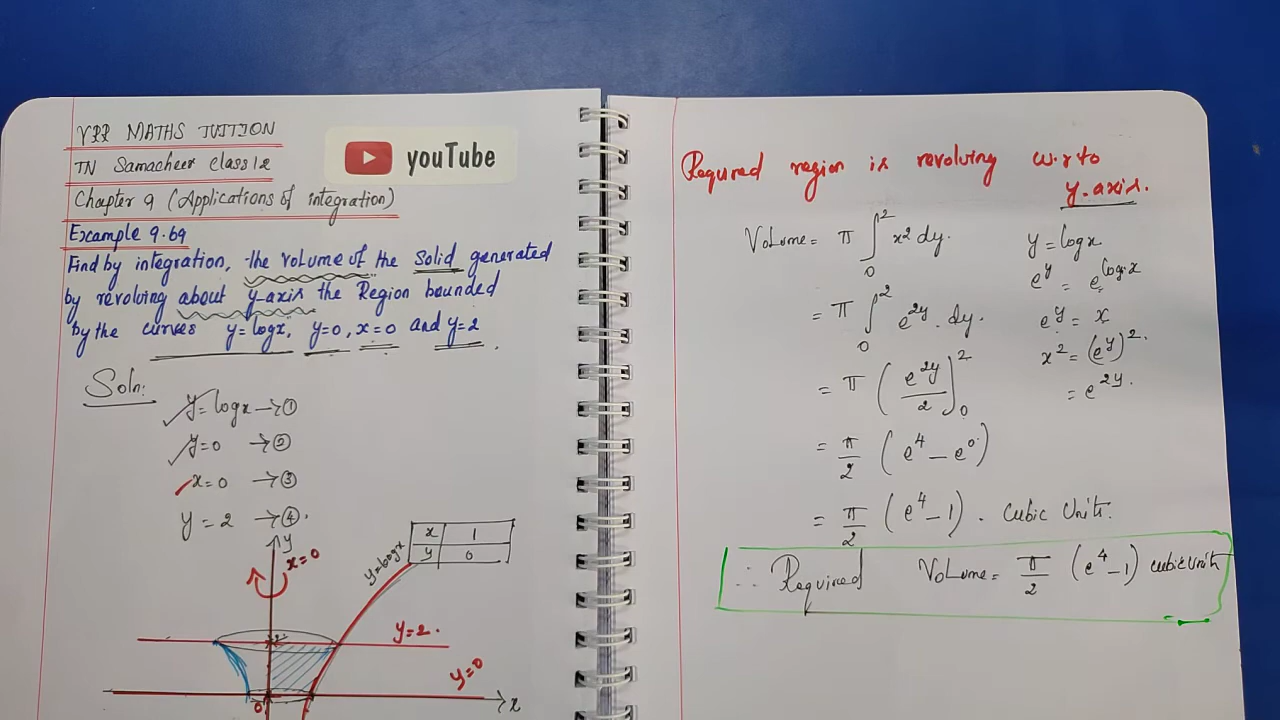 YPP MATHS TUITION
TN Samacheer class 12
Chapter 9 (Applications of integration)
Example 9.69
youTube
Find by integration, the volume of the solid generated
by revolving about y-axis the Region bounded
by the curves y=logx, y=0, x=0 and y=2.
Soln:
y=logx→①
y=0 →②
x=0 →③
y=2 →④.
y
x=0
y=logx
x 1
y 0
y=2.
y=0
0
x
Required region is revolving w.r to
y-axis.
Volume = π ∫₀² x² dy.
= π ∫₀² e^2y . dy.
= π (e^2y/2)₀²
= π/2 (e⁴ – e⁰)
= π/2 (e⁴ – 1) . Cubic Units.
y = logx
e^y = e^logx
e^y = x
x² = (e^y)².
= e^2y.
∴ Required Volume = π/2 (e⁴ – 1) cubic unit